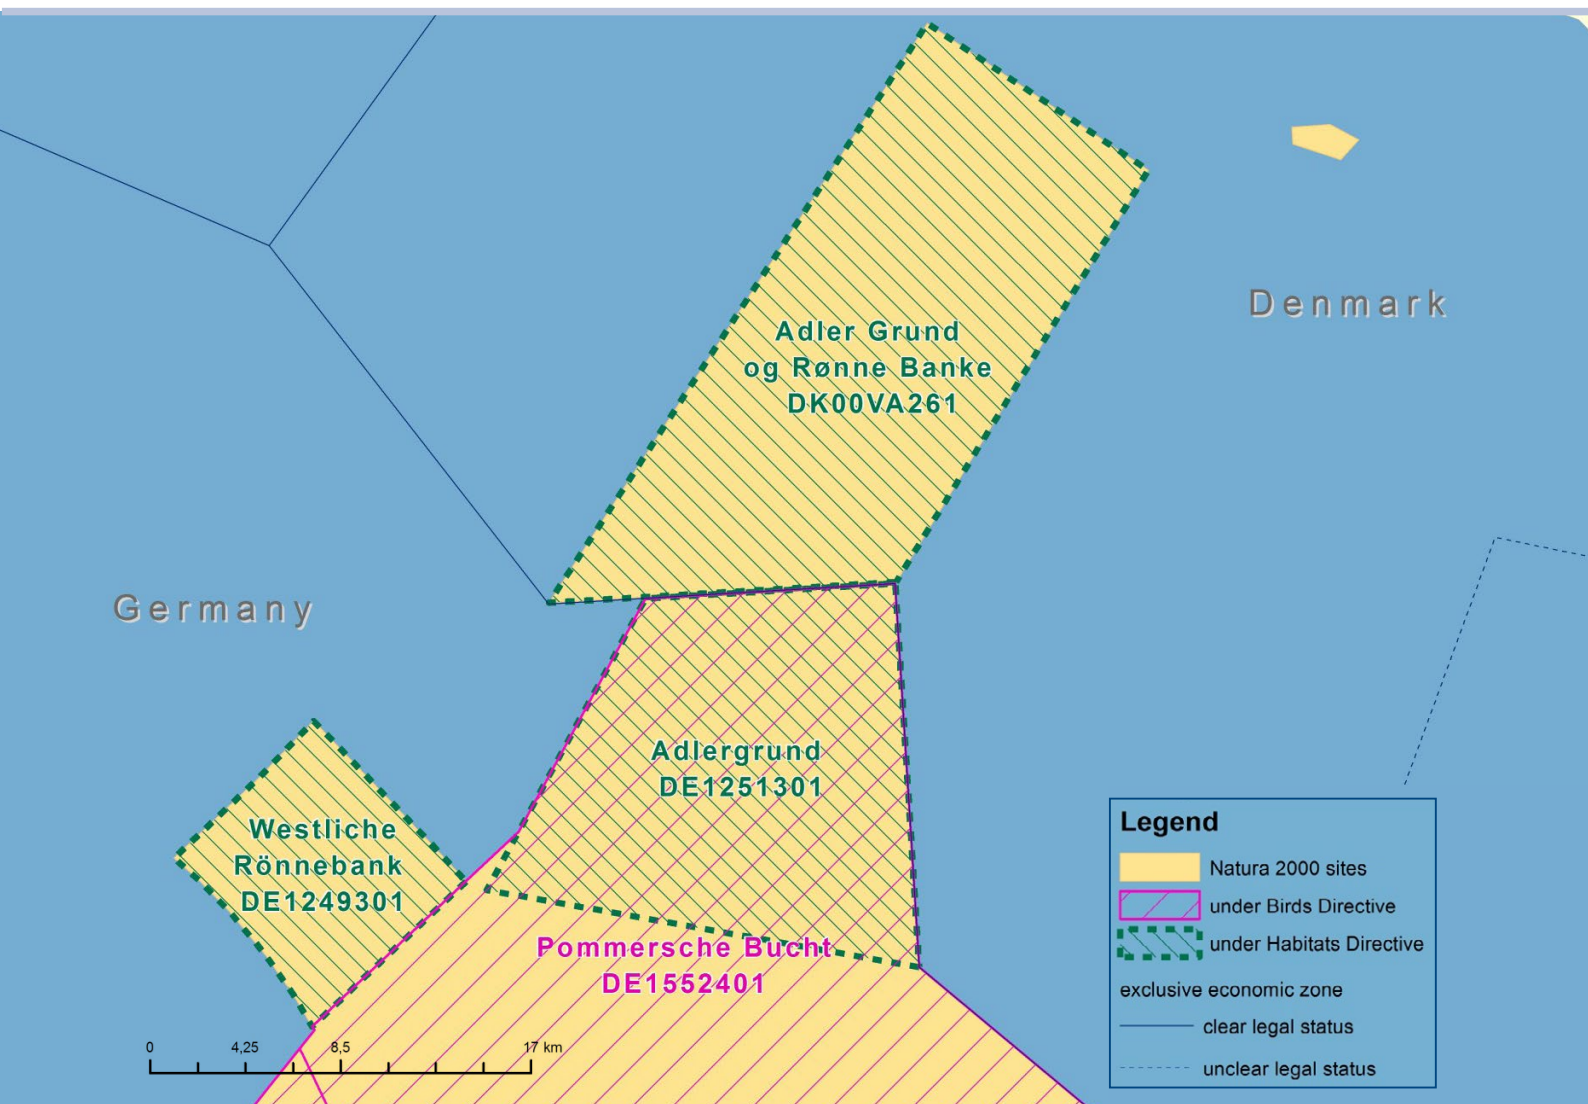 Adler Grund
og Rønne Banke
DK00VA261
Denmark
Germany
Adlergrund
DE1251301
Westliche
Rönnebank
DE1249301
Pommersche Bucht
DE1552401
0 4,25 8,5 17 km
Legend
Natura 2000 sites
under Birds Directive
under Habitats Directive
exclusive economic zone
clear legal status
unclear legal status